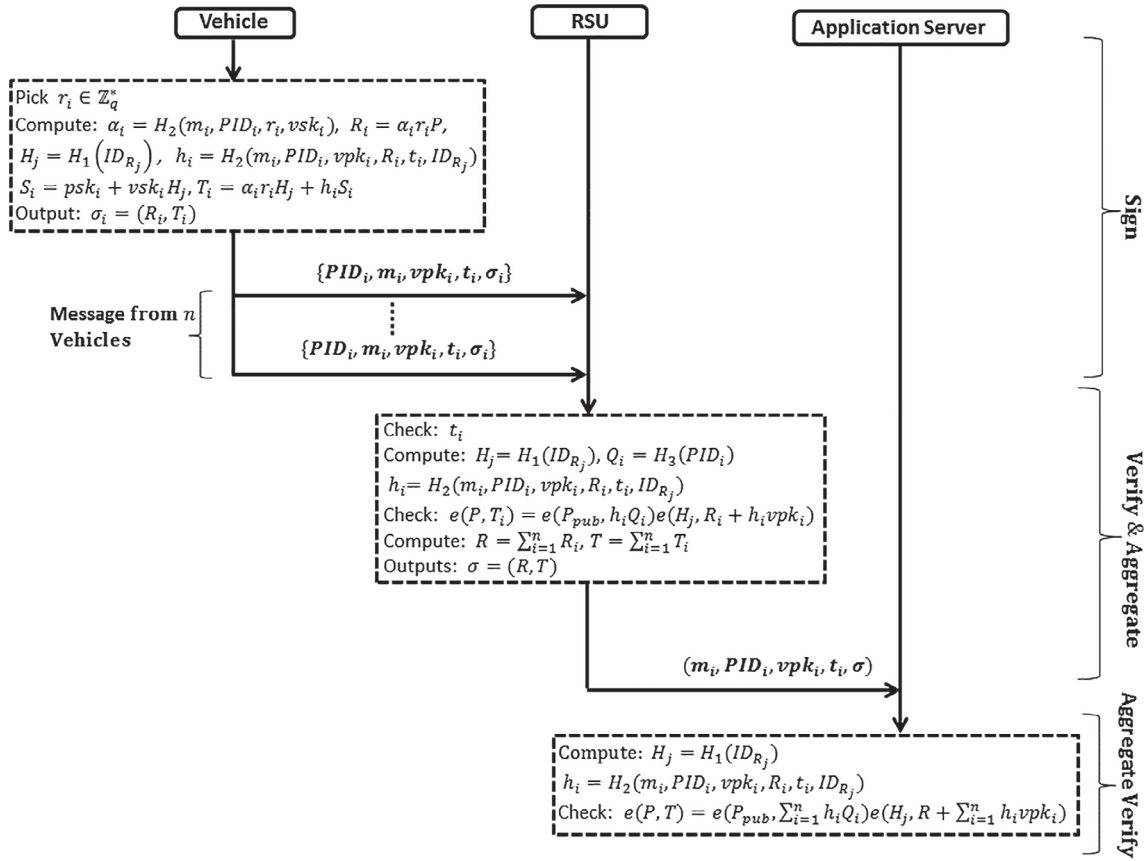 Vehicle
RSU
Application Server
Pick r_i ∈ ℤ_q^*
Compute: α_i = H_2(m_i, PID_i, r_i, vsk_i), R_i = α_i r_i P,
H_j = H_1(ID_{R_j}), h_i = H_2(m_i, PID_i, vpk_i, R_i, t_i, ID_{R_j})
S_i = psk_i + vsk_i H_j, T_i = α_i r_i H_j + h_i S_i
Output: σ_i = (R_i, T_i)
Sign
{PID_i, m_i, vpk_i, t_i, σ_i}
Message from n
Vehicles
{PID_i, m_i, vpk_i, t_i, σ_i}
Check: t_i
Compute: H_j = H_1(ID_{R_j}), Q_i = H_3(PID_i)
h_i = H_2(m_i, PID_i, vpk_i, R_i, t_i, ID_{R_j})
Check: e(P, T_i) = e(P_{pub}, h_i Q_i)e(H_j, R_i + h_i vpk_i)
Compute: R = ∑_{i=1}^n R_i, T = ∑_{i=1}^n T_i
Outputs: σ = (R, T)
Verify & Aggregate
(m_i, PID_i, vpk_i, t_i, σ)
Compute: H_j = H_1(ID_{R_j})
h_i = H_2(m_i, PID_i, vpk_i, R_i, t_i, ID_{R_j})
Check: e(P, T) = e(P_{pub}, ∑_{i=1}^n h_i Q_i)e(H_j, R + ∑_{i=1}^n h_i vpk_i)
Aggregate Verify